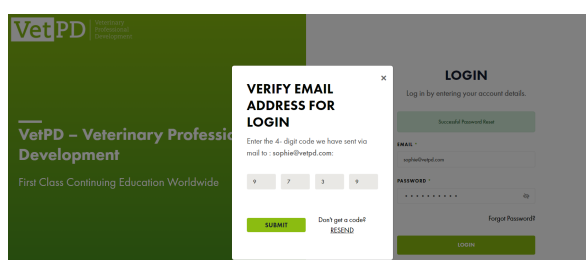 VetPD
Veterinary
Professional
Development
VetPD – Veterinary Professio
Development
First Class Continuing Education Worldwide
×
VERIFY EMAIL
ADDRESS FOR
LOGIN
Enter the 4- digit code we have sent via
mail to : sophie@vetpd.com:
9 7 3 9
SUBMIT
Don't get a code?
RESEND
LOGIN
Log in by entering your account details.
Successful Password Reset
EMAIL *
sophie@vetpd.com
PASSWORD *
Forgot Password?
LOGIN